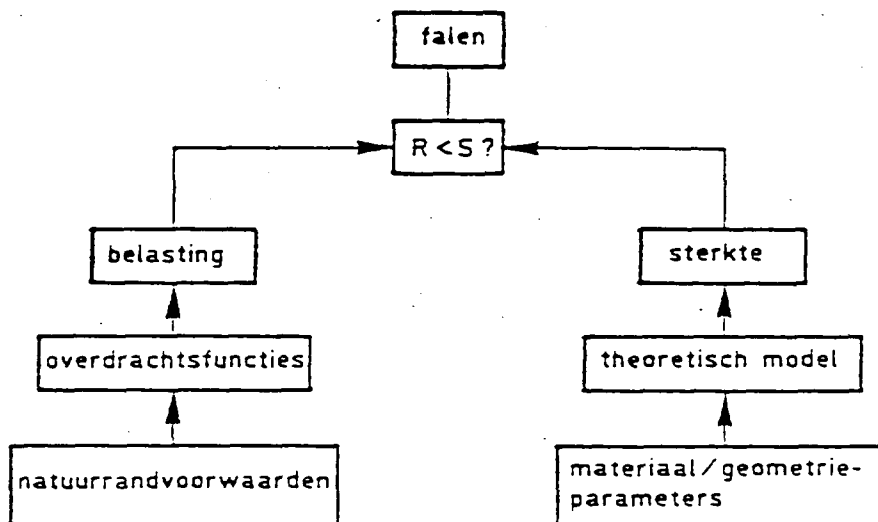 falen
R < S ?
belasting
sterkte
overdrachtsfuncties
theoretisch model
natuurrandvoorwaarden
materiaal/geometrie-
parameters